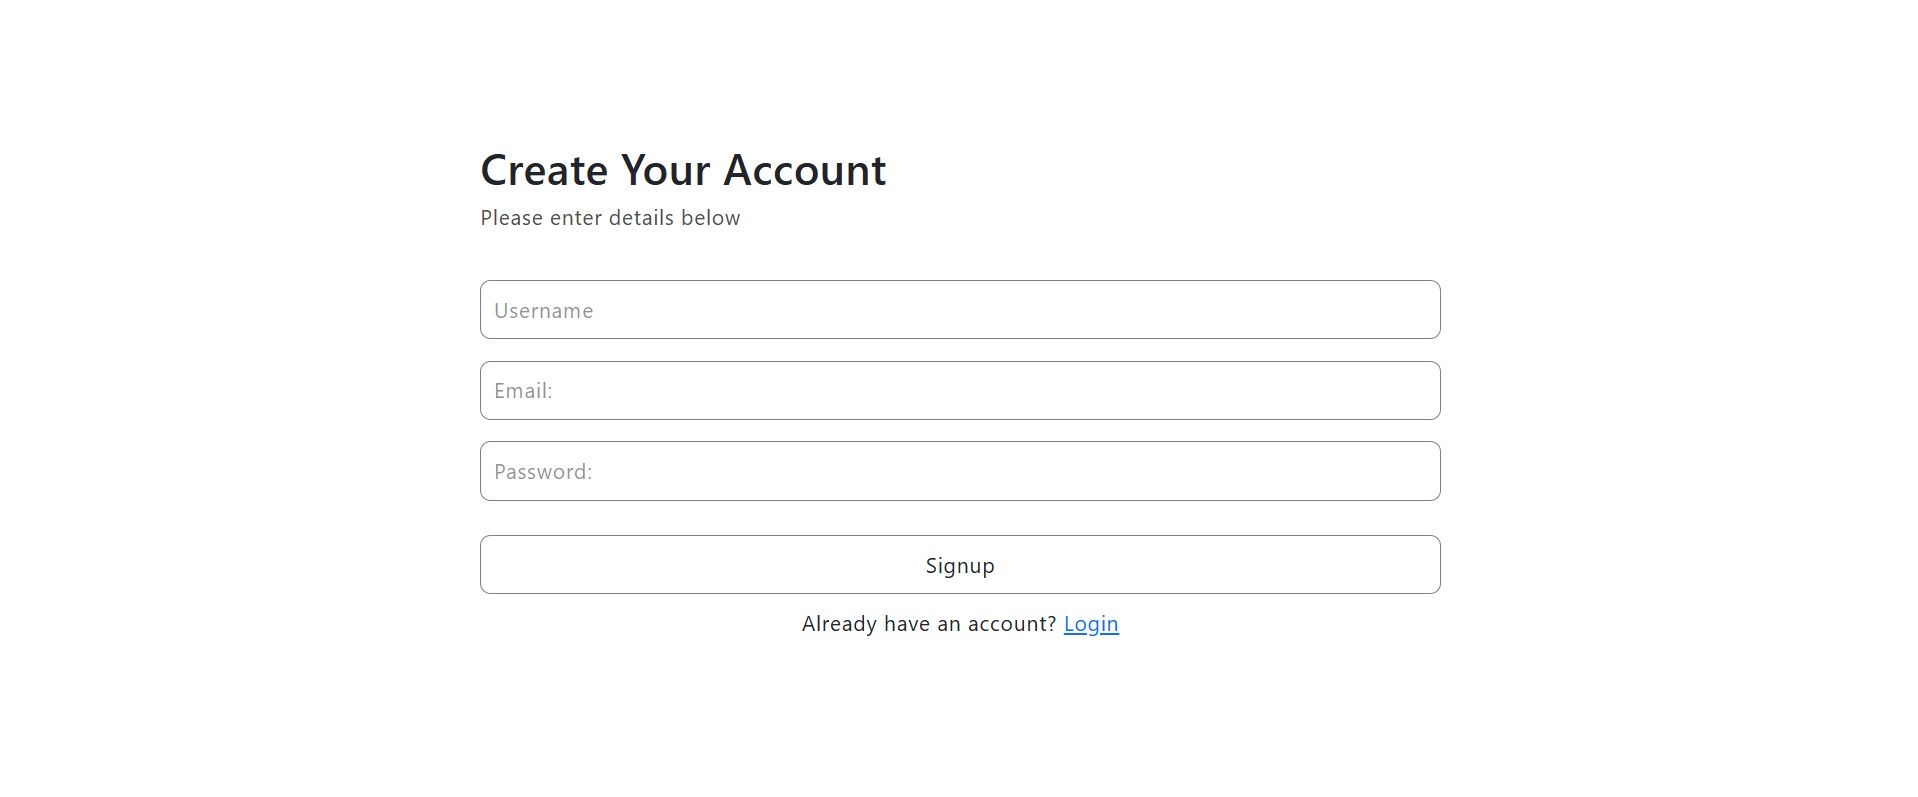 Create Your Account
Please enter details below
Username
Email:
Password:
Signup
Already have an account? Login